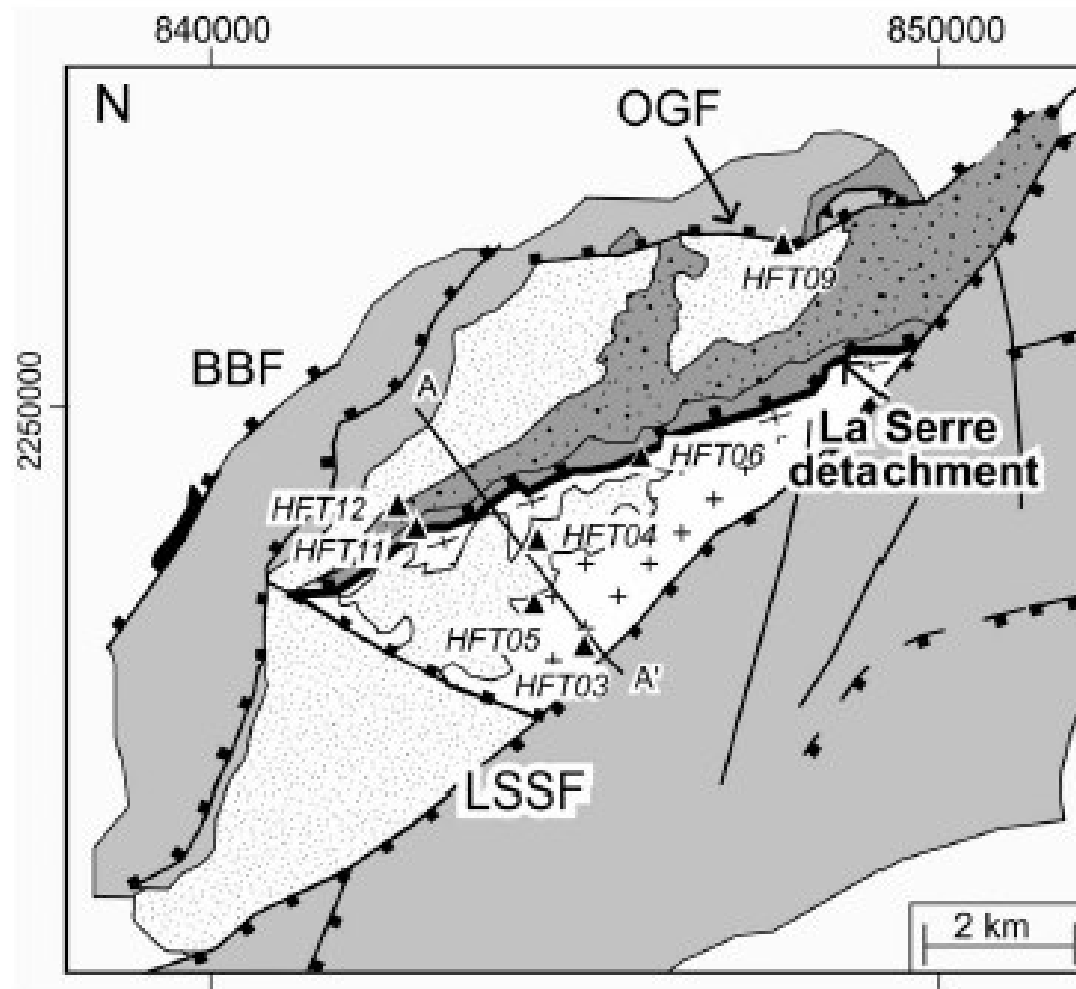 840000
850000
N
OGF
HFT09
2250000
BBF
A
La Serre
détachment
HFT06
HFT12
HFT11
HFT04
HFT05
HFT03
A'
LSSF
2 km